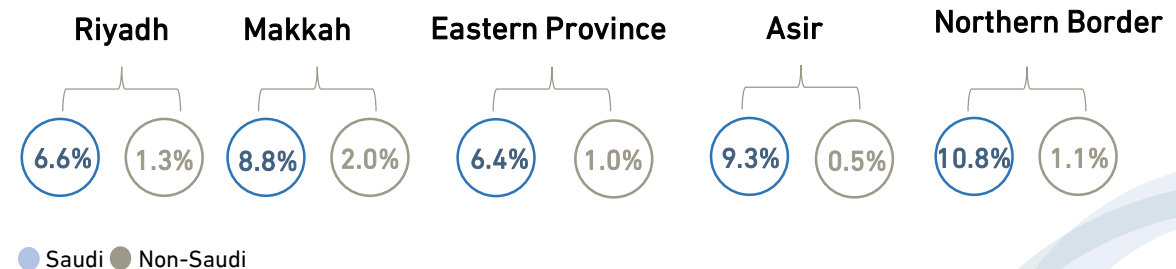 Riyadh Makkah Eastern Province Asir Northern Border
6.6% 1.3% 8.8% 2.0% 6.4% 1.0% 9.3% 0.5% 10.8% 1.1%
Saudi Non-Saudi